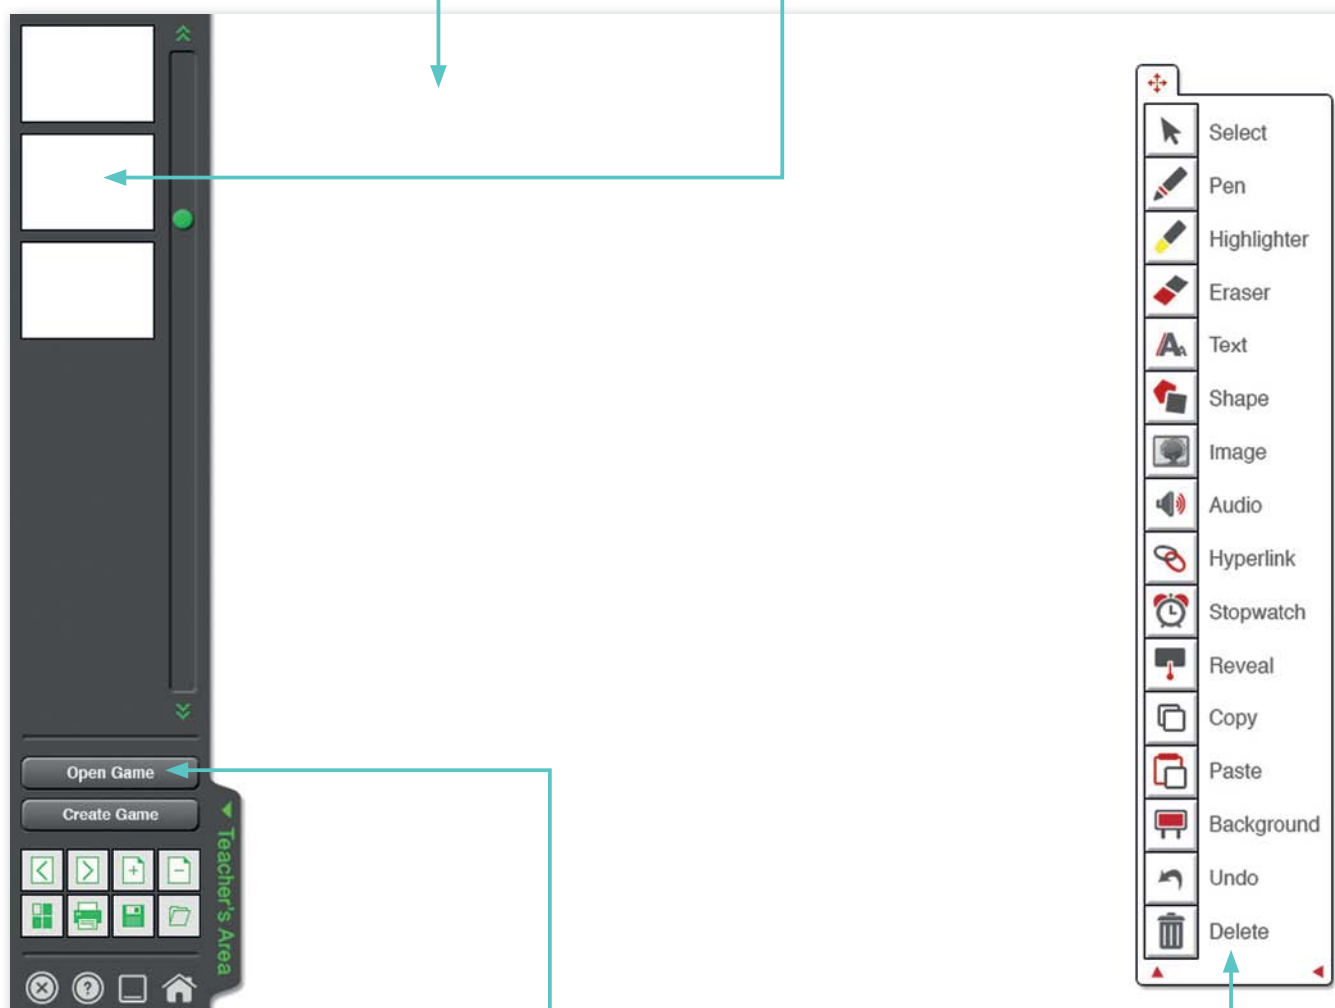 Open Game
Create Game
Teacher's Area
Select
Pen
Highlighter
Eraser
Text
Shape
Image
Audio
Hyperlink
Stopwatch
Reveal
Copy
Paste
Background
Undo
Delete